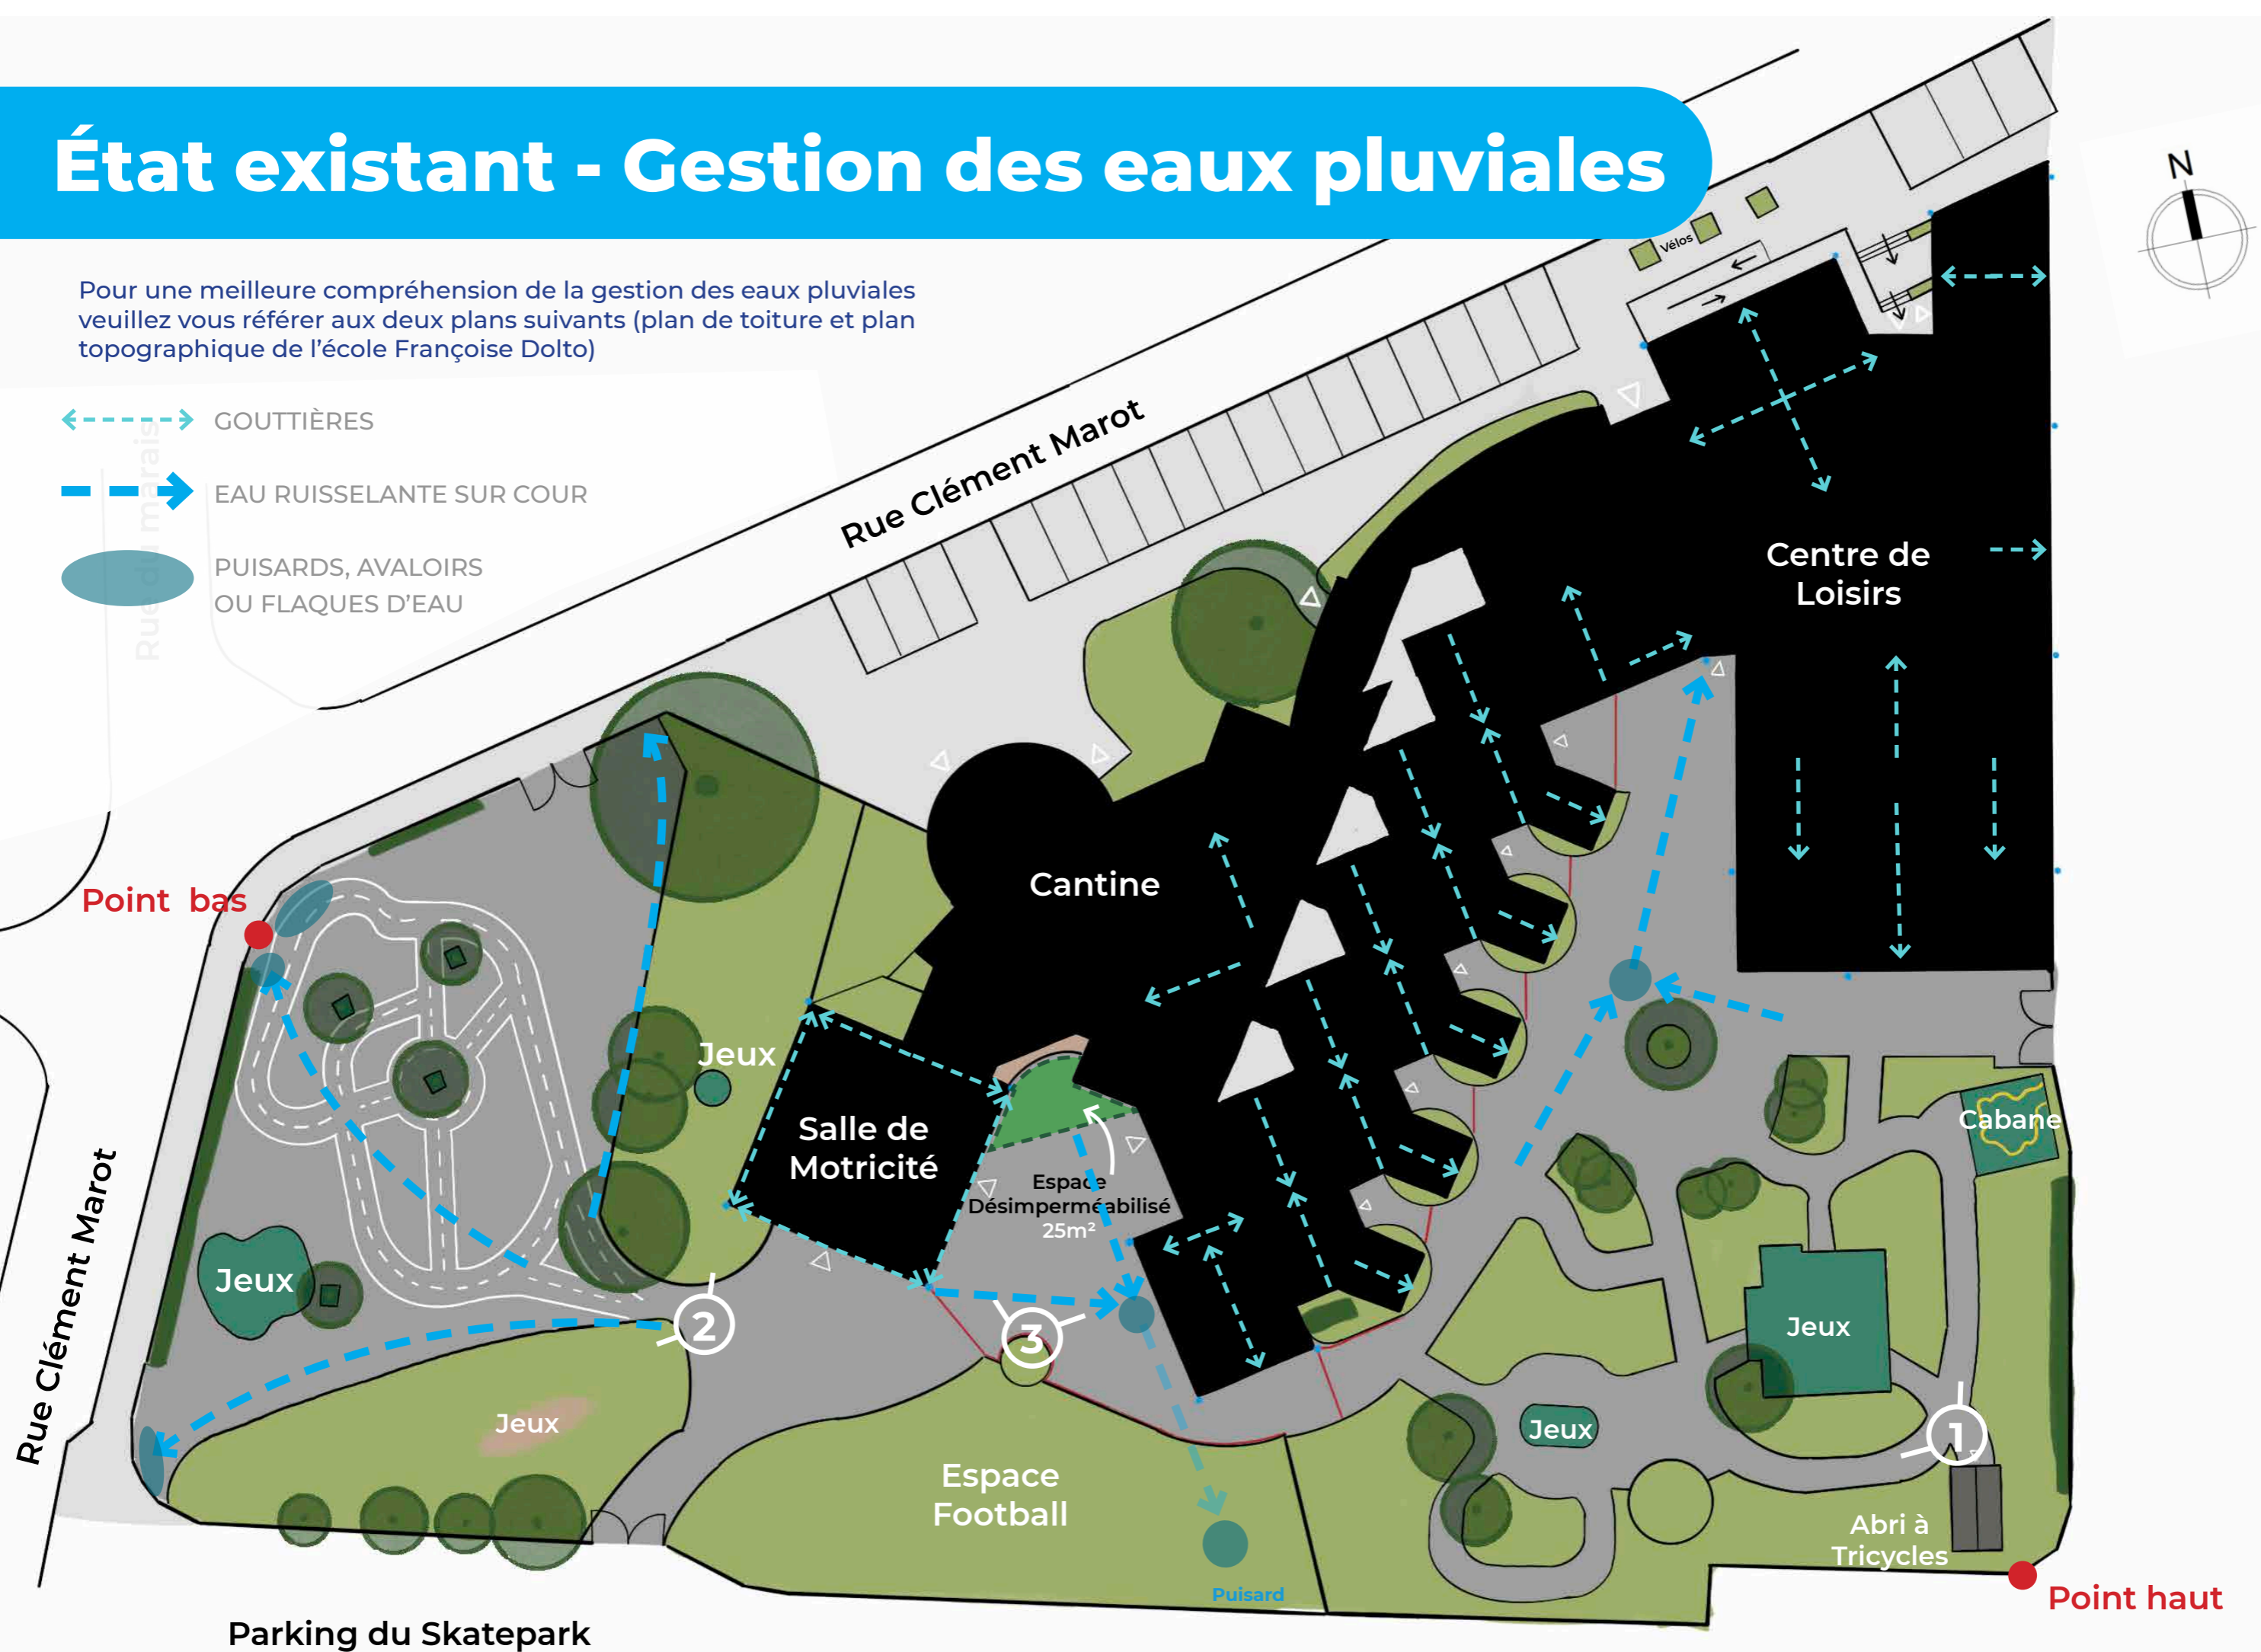 État existant - Gestion des eaux pluviales
N
Pour une meilleure compréhension de la gestion des eaux pluviales
veuillez vous référer aux deux plans suivants (plan de toiture et plan
topographique de l'école Françoise Dolto)
GOUTTIÈRES
EAU RUISSELANTE SUR COUR
PUISARDS, AVALOIRS
OU FLAQUES D'EAU
Rue du marais
Vélos
Rue Clément Marot
Centre de
Loisirs
Point bas
Cantine
Jeux
Salle de
Motricité
Espace
Désimperméabilisé
25m²
Cabane
Jeux
Rue Clément Marot
2
3
Jeux
Jeux
Jeux
1
Espace
Football
Abri à
Tricycles
Puisard
Point haut
Parking du Skatepark